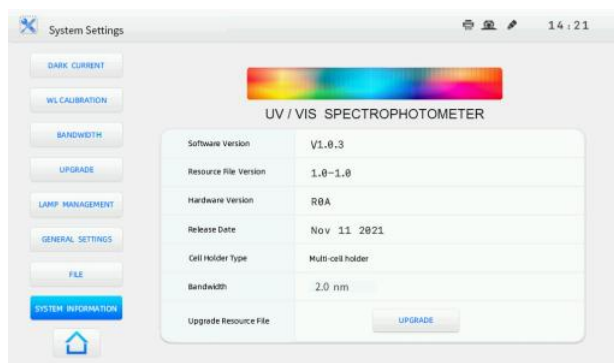 System Settings
14:21
DARK CURRENT
WL CALIBRATION
BANDWIDTH
UPGRADE
LAMP MANAGEMENT
GENERAL SETTINGS
FILE
SYSTEM INFORMATION
UV / VIS SPECTROPHOTOMETER
Software Version V1.0.3
Resource File Version 1.0-1.0
Hardware Version R0A
Release Date Nov 11 2021
Cell Holder Type Multi-cell holder
Bandwidth 2.0 nm
Upgrade Resource File UPGRADE